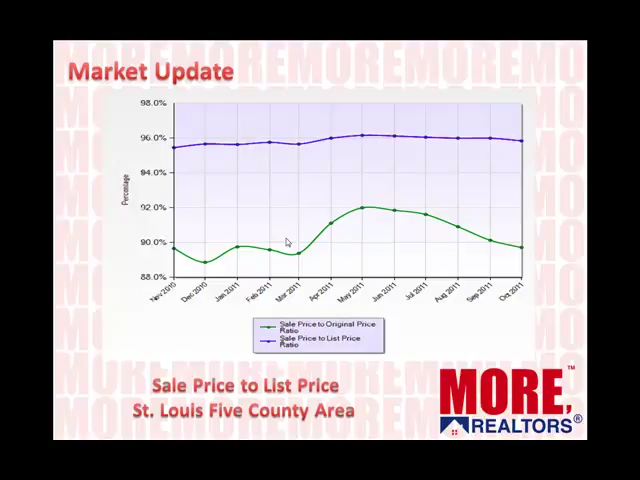 Market Update
98.0%
96.0%
94.0%
92.0%
90.0%
88.0%
Percentage
Nov 2010
Dec 2010
Jan 2011
Feb 2011
Mar 2011
Apr 2011
May 2011
Jun 2011
Jul 2011
Aug 2011
Sep 2011
Oct 2011
Sale Price to Original Price
Ratio
Sale Price to List Price
Ratio
Sale Price to List Price
St. Louis Five County Area
MORE,™
REALTORS®